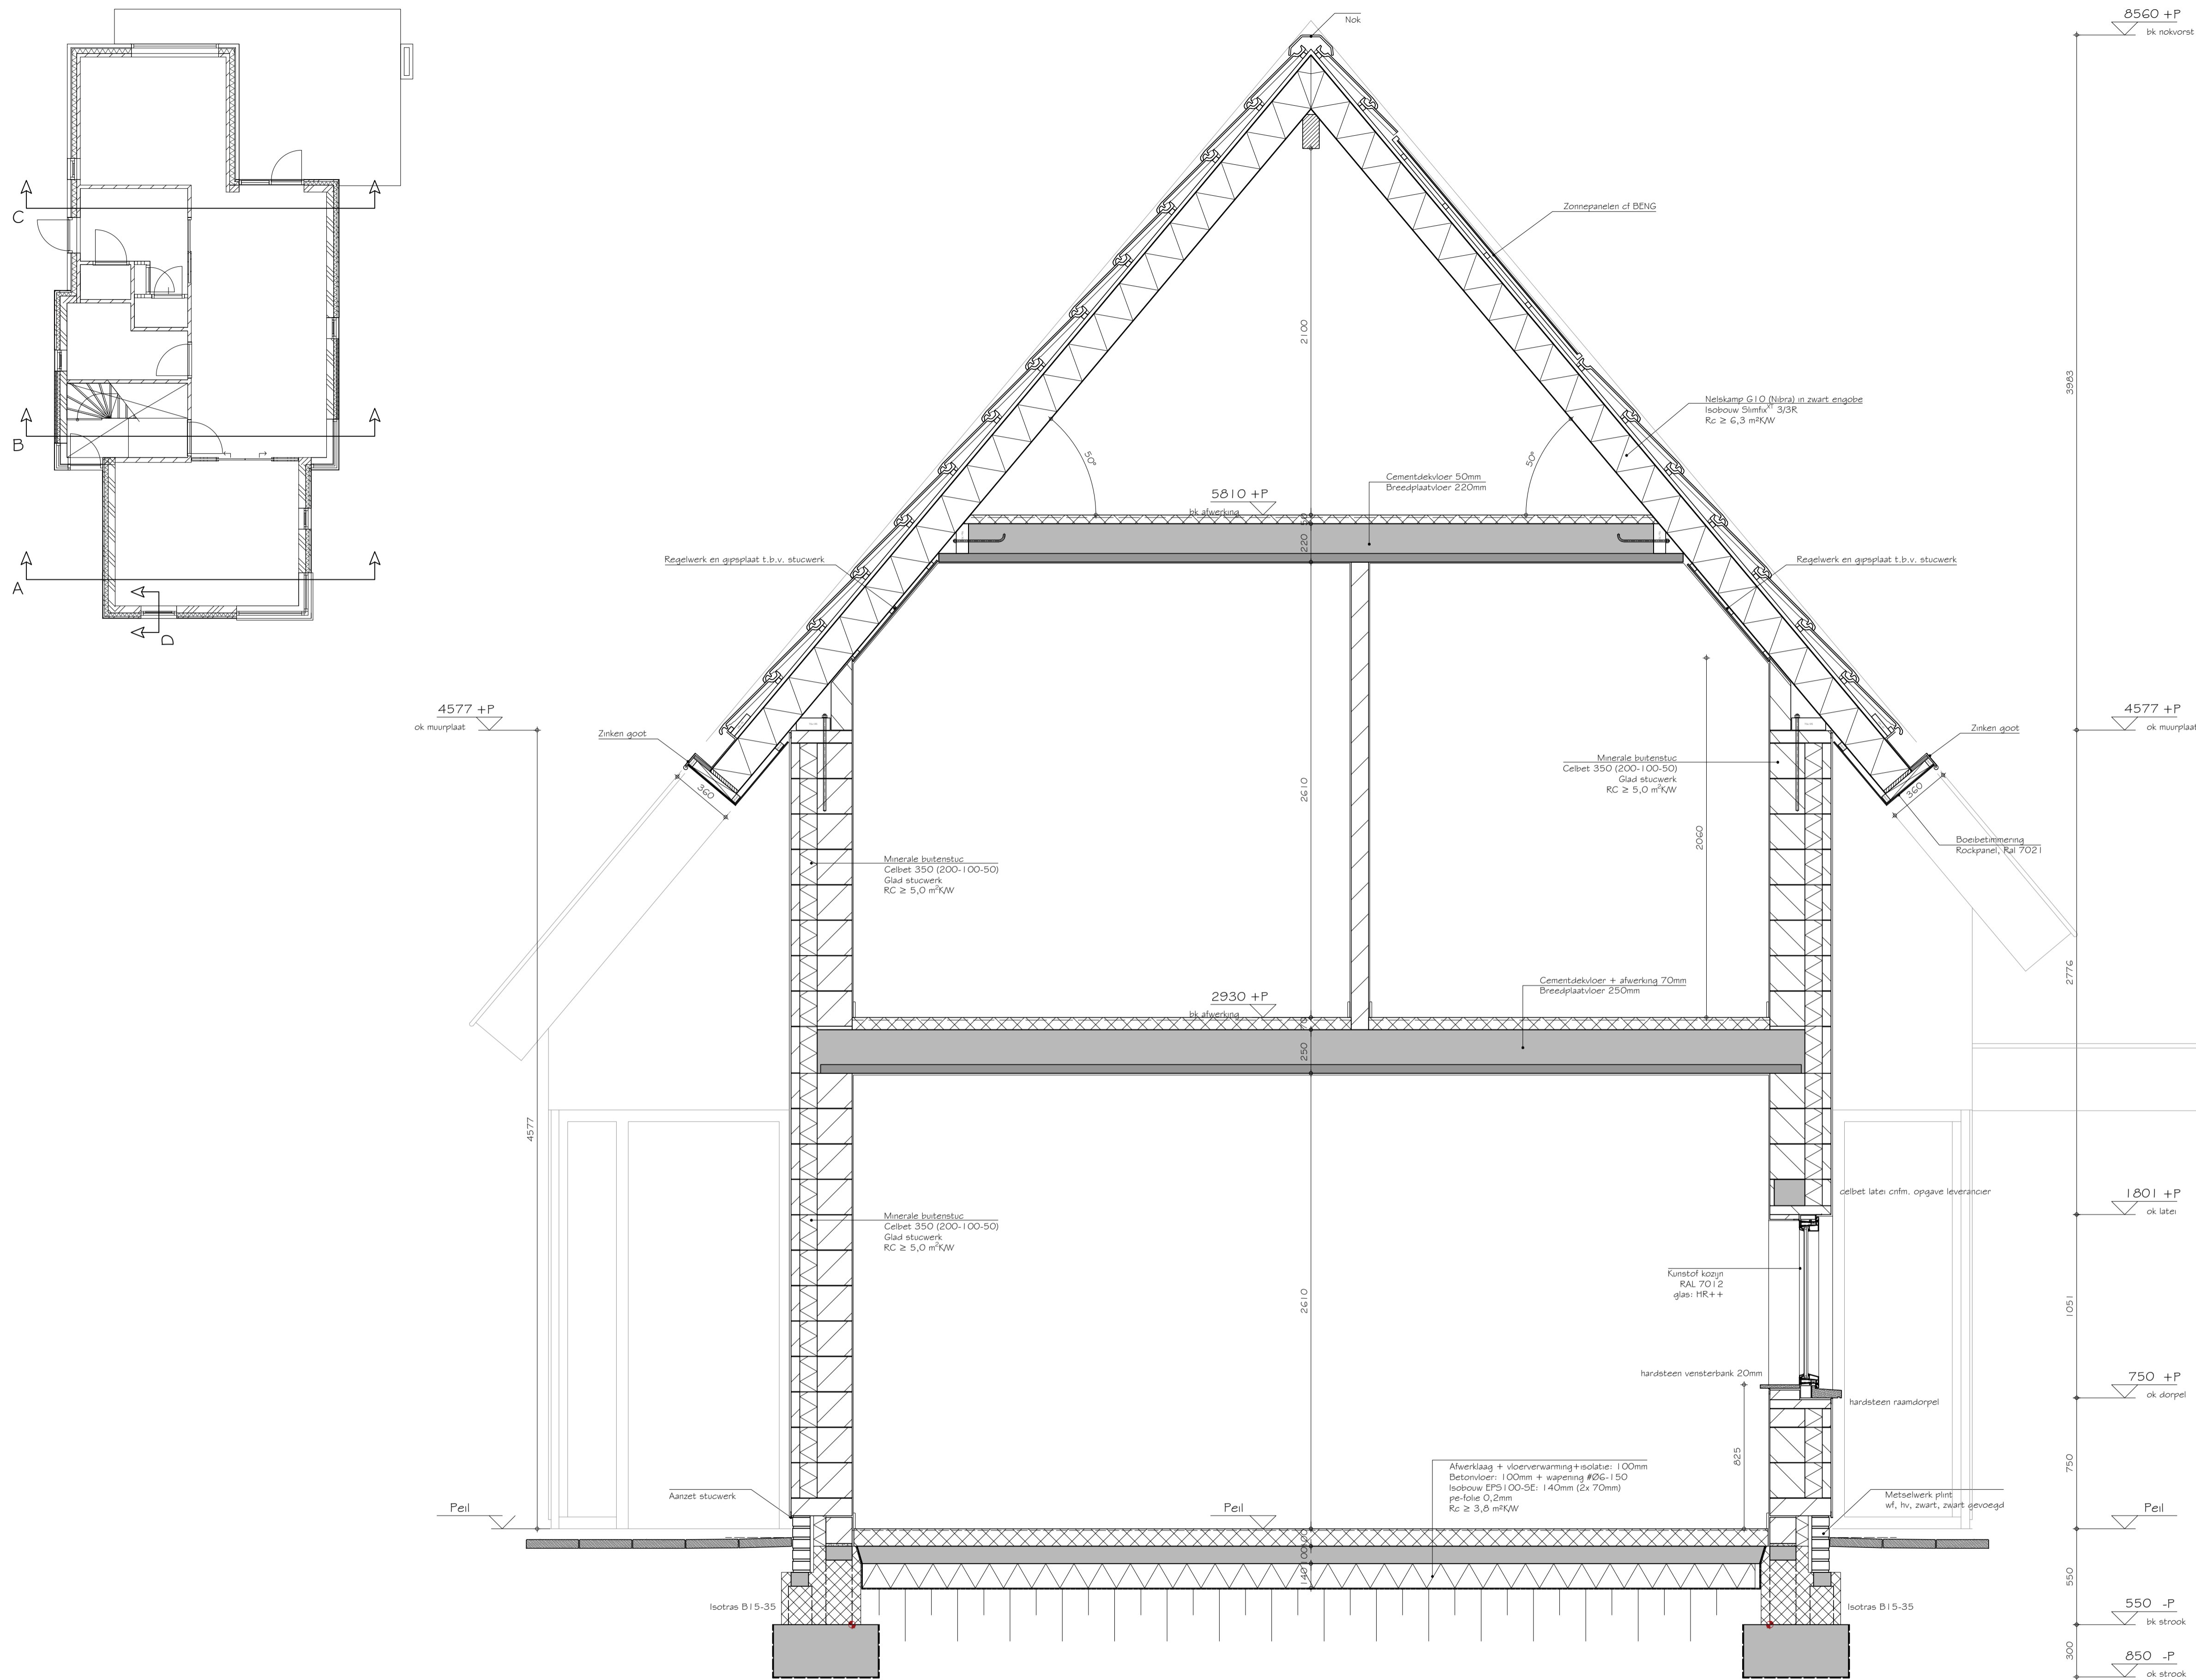 Nok
8560 +P
bk nokvorst
C
B
A
D
Zonnepanelen cf BENG
2100
3983
Nelskamp G10 (Nibra) in zwart engobe
Isobouw Slimfix XT 3/3R
Rc ≥ 6,3 m²K/W
50°
50°
Cementdekvloer 50mm
Breedplaatvloer 220mm
5810 +P
bk afwerking
50
220
Regelwerk en gipsplaat t.b.v. stucwerk
Regelwerk en gipsplaat t.b.v. stucwerk
4577 +P
ok muurplaat
4577 +P
ok muurplaat
Zinken goot
Zinken goot
360
360
Minerale buitenstuc
Celbet 350 (200-100-50)
Glad stucwerk
RC ≥ 5,0 m²K/W
2610
2060
Boeibetimmering
Rockpanel, Ral 7021
Minerale buitenstuc
Celbet 350 (200-100-50)
Glad stucwerk
RC ≥ 5,0 m²K/W
2776
Cementdekvloer + afwerking 70mm
Breedplaatvloer 250mm
2930 +P
bk afwerking
70
250
4577
celbet latei cnfm. opgave leverancier
1801 +P
ok latei
Minerale buitenstuc
Celbet 350 (200-100-50)
Glad stucwerk
RC ≥ 5,0 m²K/W
Kunstof kozijn
RAL 7012
glas: HR++
2610
1051
hardsteen vensterbank 20mm
750 +P
ok dorpel
hardsteen raamdorpel
825
750
Afwerklaag + vloerverwarming+isolatie: 100mm
Betonvloer: 100mm + wapening #Ø6-150
Isobouw EPS100-SE: 140mm (2x 70mm)
pe-folie 0,2mm
Rc ≥ 3,8 m²K/W
Aanzet stucwerk
Metselwerk plint
wf, hv, zwart, zwart gevoegd
Peil
Peil
Peil
100
100
140
550
Isotras B15-35
Isotras B15-35
550 -P
bk strook
300
850 -P
ok strook